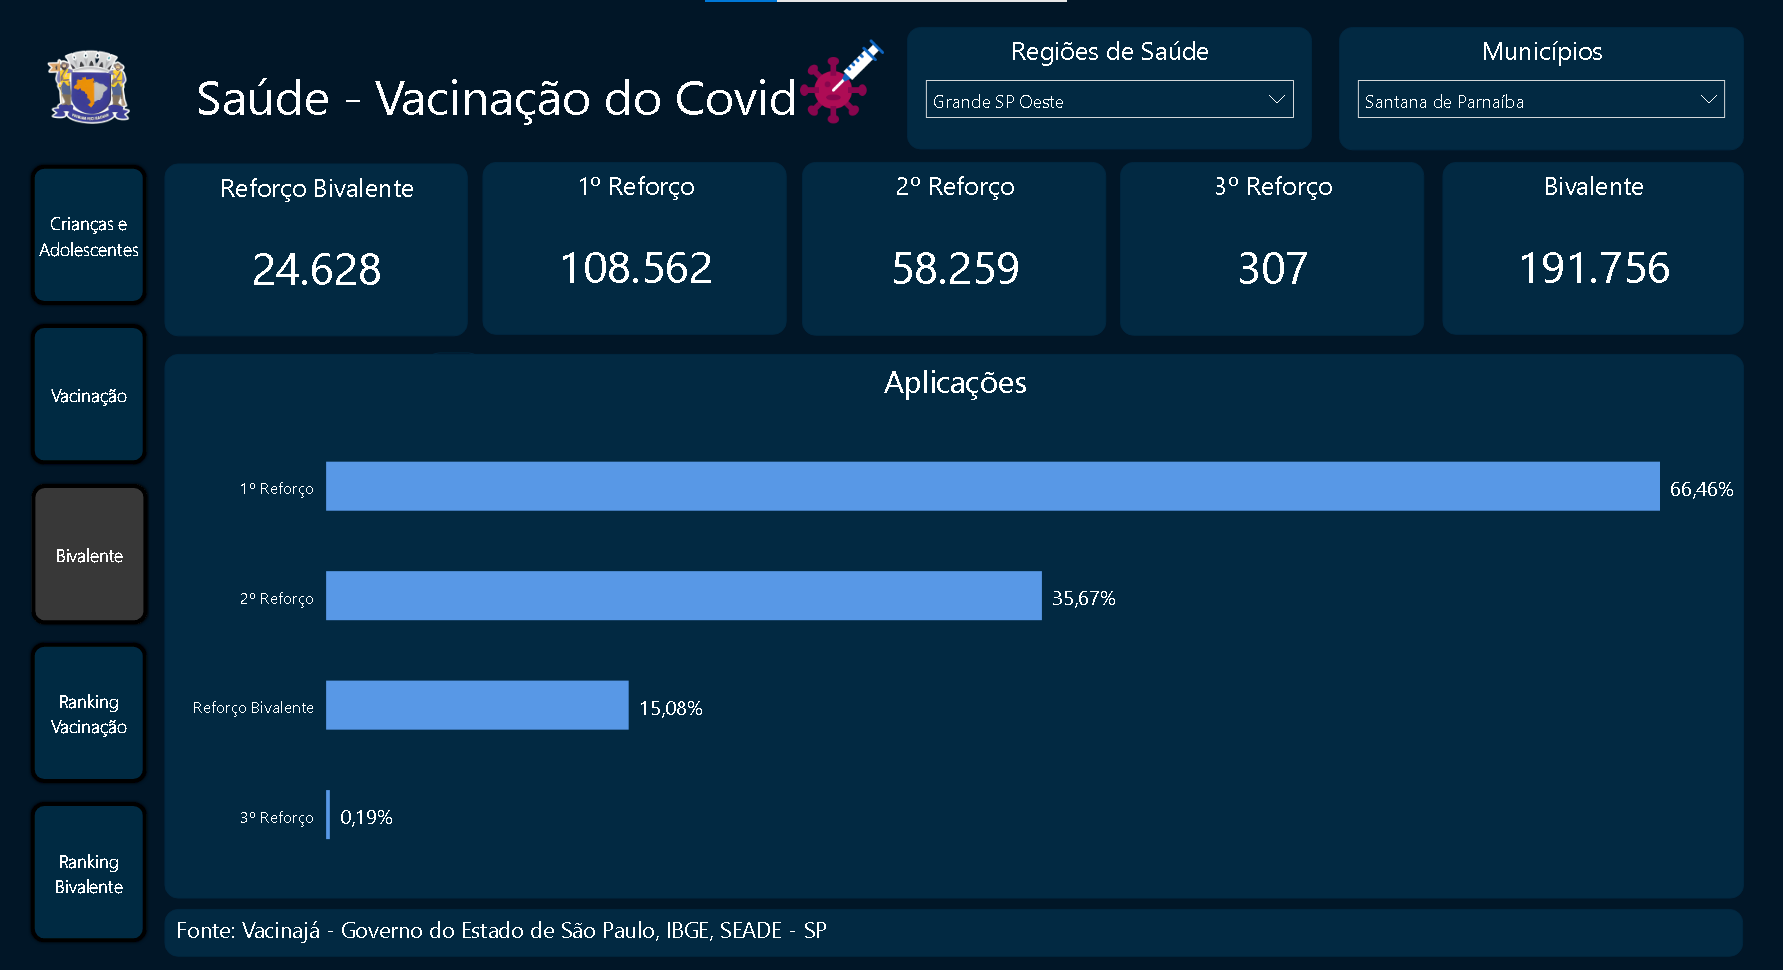 Saúde - Vacinação do Covid
Regiões de Saúde
Grande SP Oeste
Municípios
Santana de Parnaíba
Crianças e
Adolescentes
Vacinação
Bivalente
Ranking
Vacinação
Ranking
Bivalente
Reforço Bivalente
24.628
1º Reforço
108.562
2º Reforço
58.259
3º Reforço
307
Bivalente
191.756
Aplicações
1º Reforço
66,46%
2º Reforço
35,67%
Reforço Bivalente
15,08%
3º Reforço
0,19%
Fonte: Vacinajá - Governo do Estado de São Paulo, IBGE, SEADE - SP